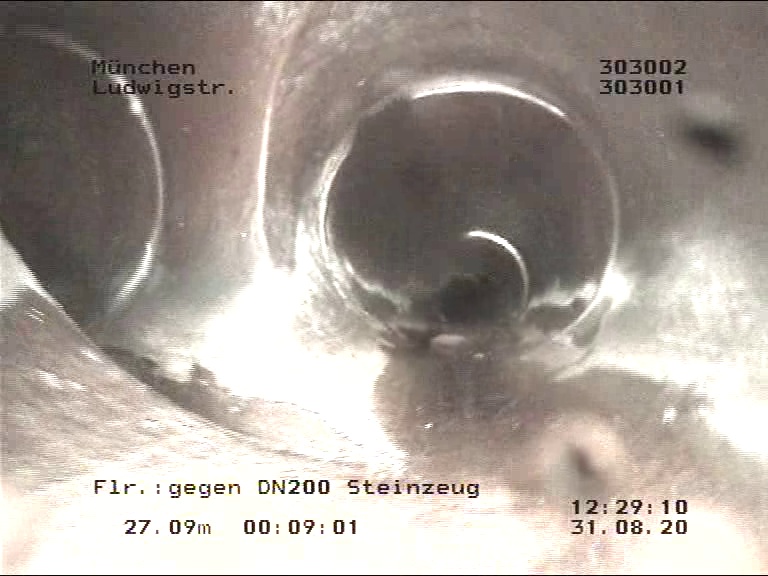 München 303002
Ludwigstr. 303001
Flr.:gegen DN200 Steinzeug
12:29:10
27.09m 00:09:01 31.08.20